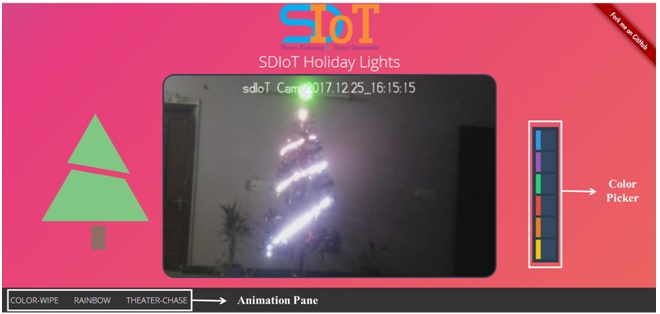 SDIoT
Smart Thinking Smart Generation
Fork me on GitHub
SDIoT Holiday Lights
sdIoT Cam 2017.12.25_16:15:15
Color
Picker
COLOR-WIPE RAINBOW THEATER-CHASE
Animation Pane